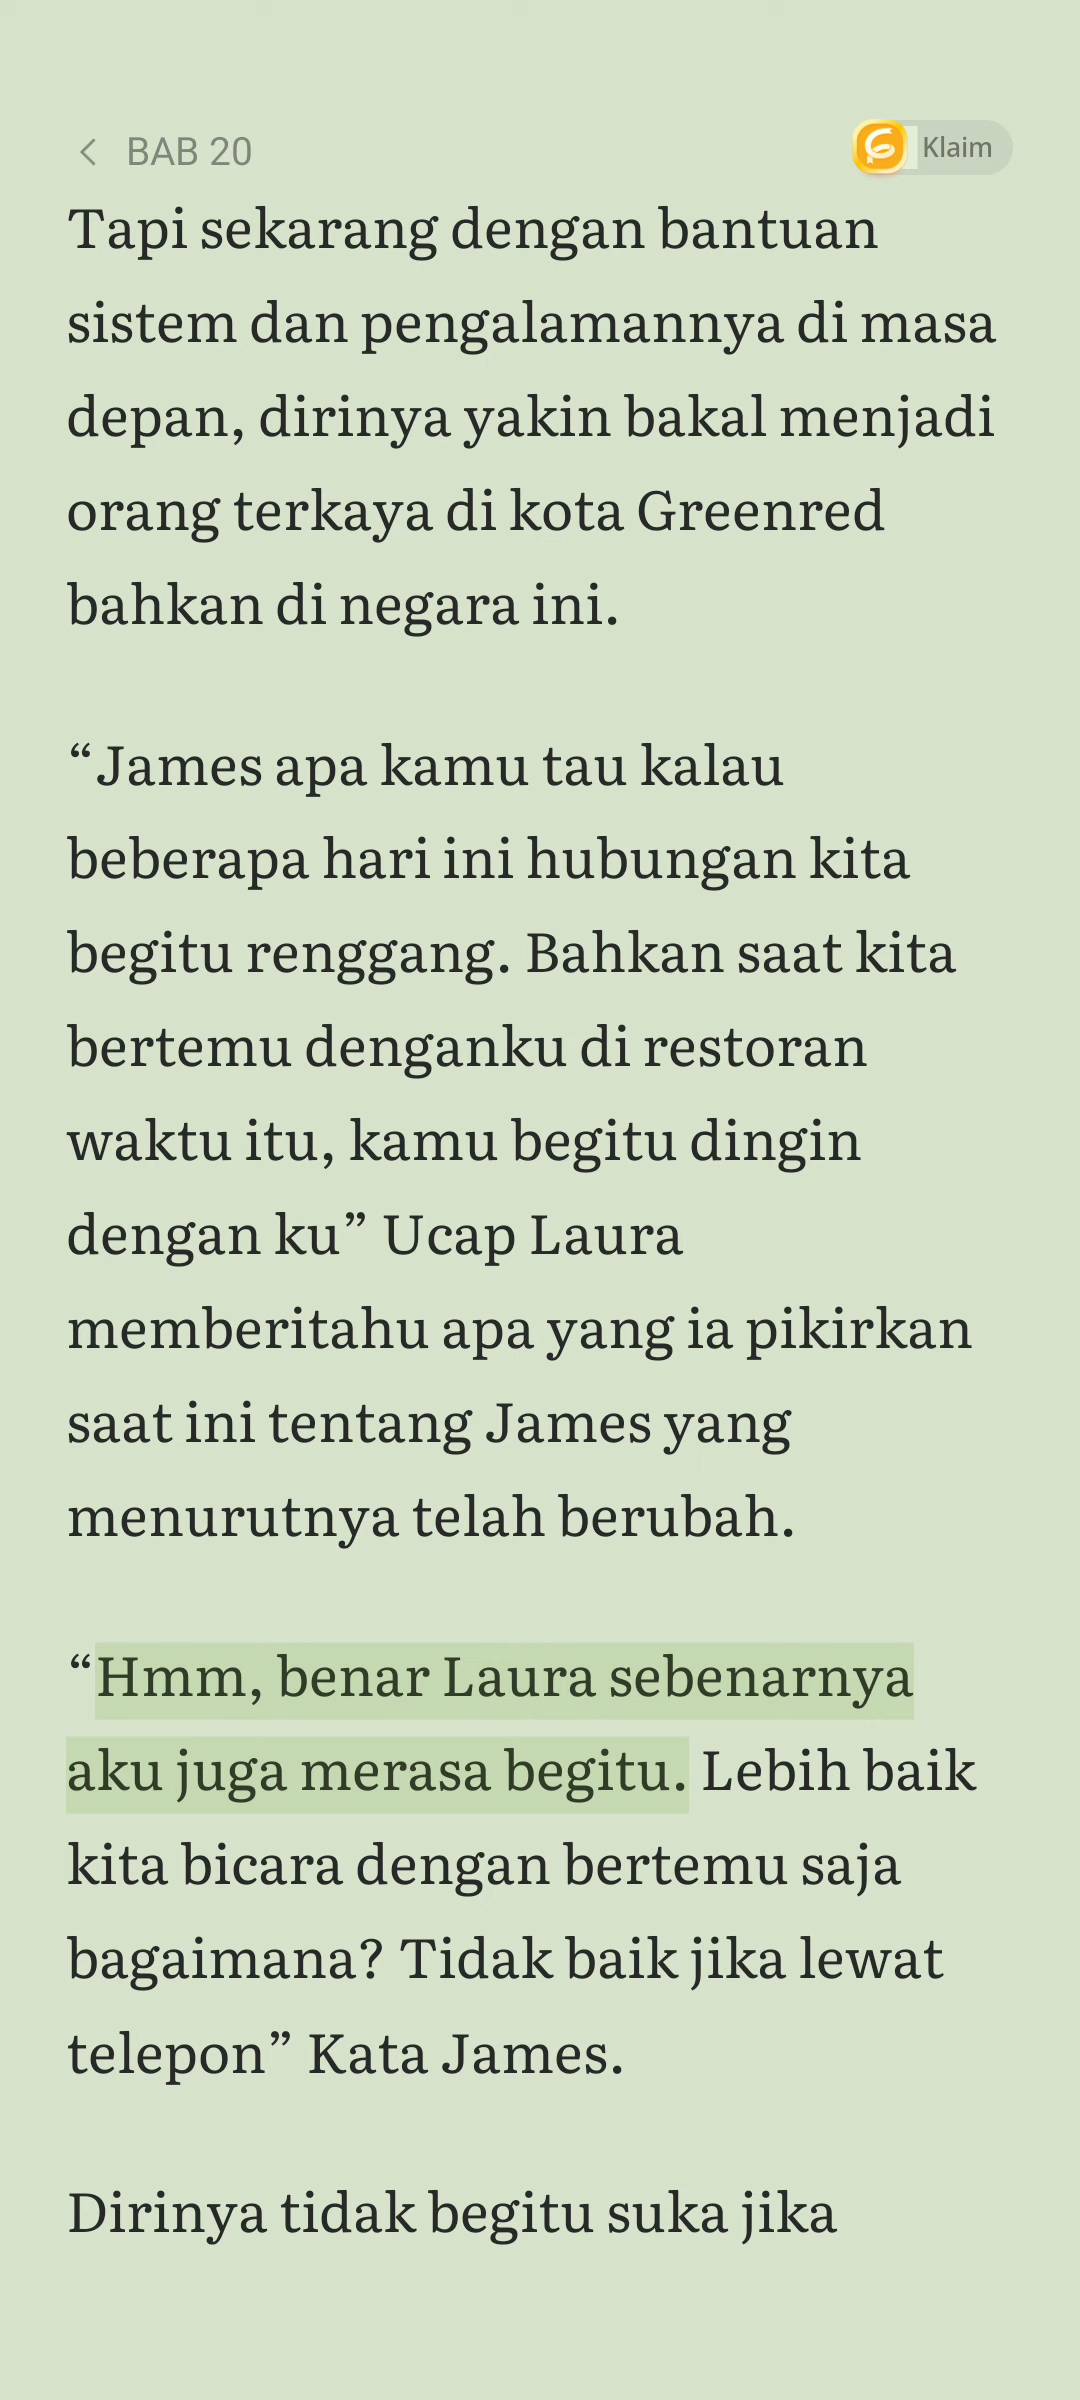 BAB 20
Klaim
Tapi sekarang dengan bantuan
sistem dan pengalamannya di masa
depan, dirinya yakin bakal menjadi
orang terkaya di kota Greenred
bahkan di negara ini.
“James apa kamu tau kalau
beberapa hari ini hubungan kita
begitu renggang. Bahkan saat kita
bertemu denganku di restoran
waktu itu, kamu begitu dingin
dengan ku” Ucap Laura
memberitahu apa yang ia pikirkan
saat ini tentang James yang
menurutnya telah berubah.
“Hmm, benar Laura sebenarnya
aku juga merasa begitu. Lebih baik
kita bicara dengan bertemu saja
bagaimana? Tidak baik jika lewat
telepon” Kata James.
Dirinya tidak begitu suka jika